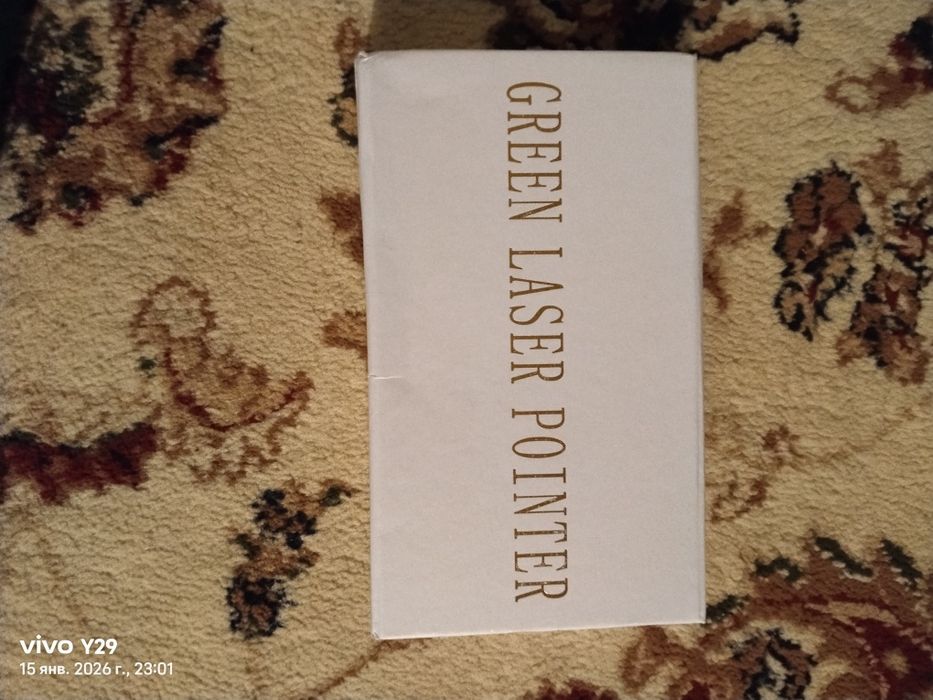 GREEN LASER POINTER
vivo Y29
15 янв. 2026 г., 23:01